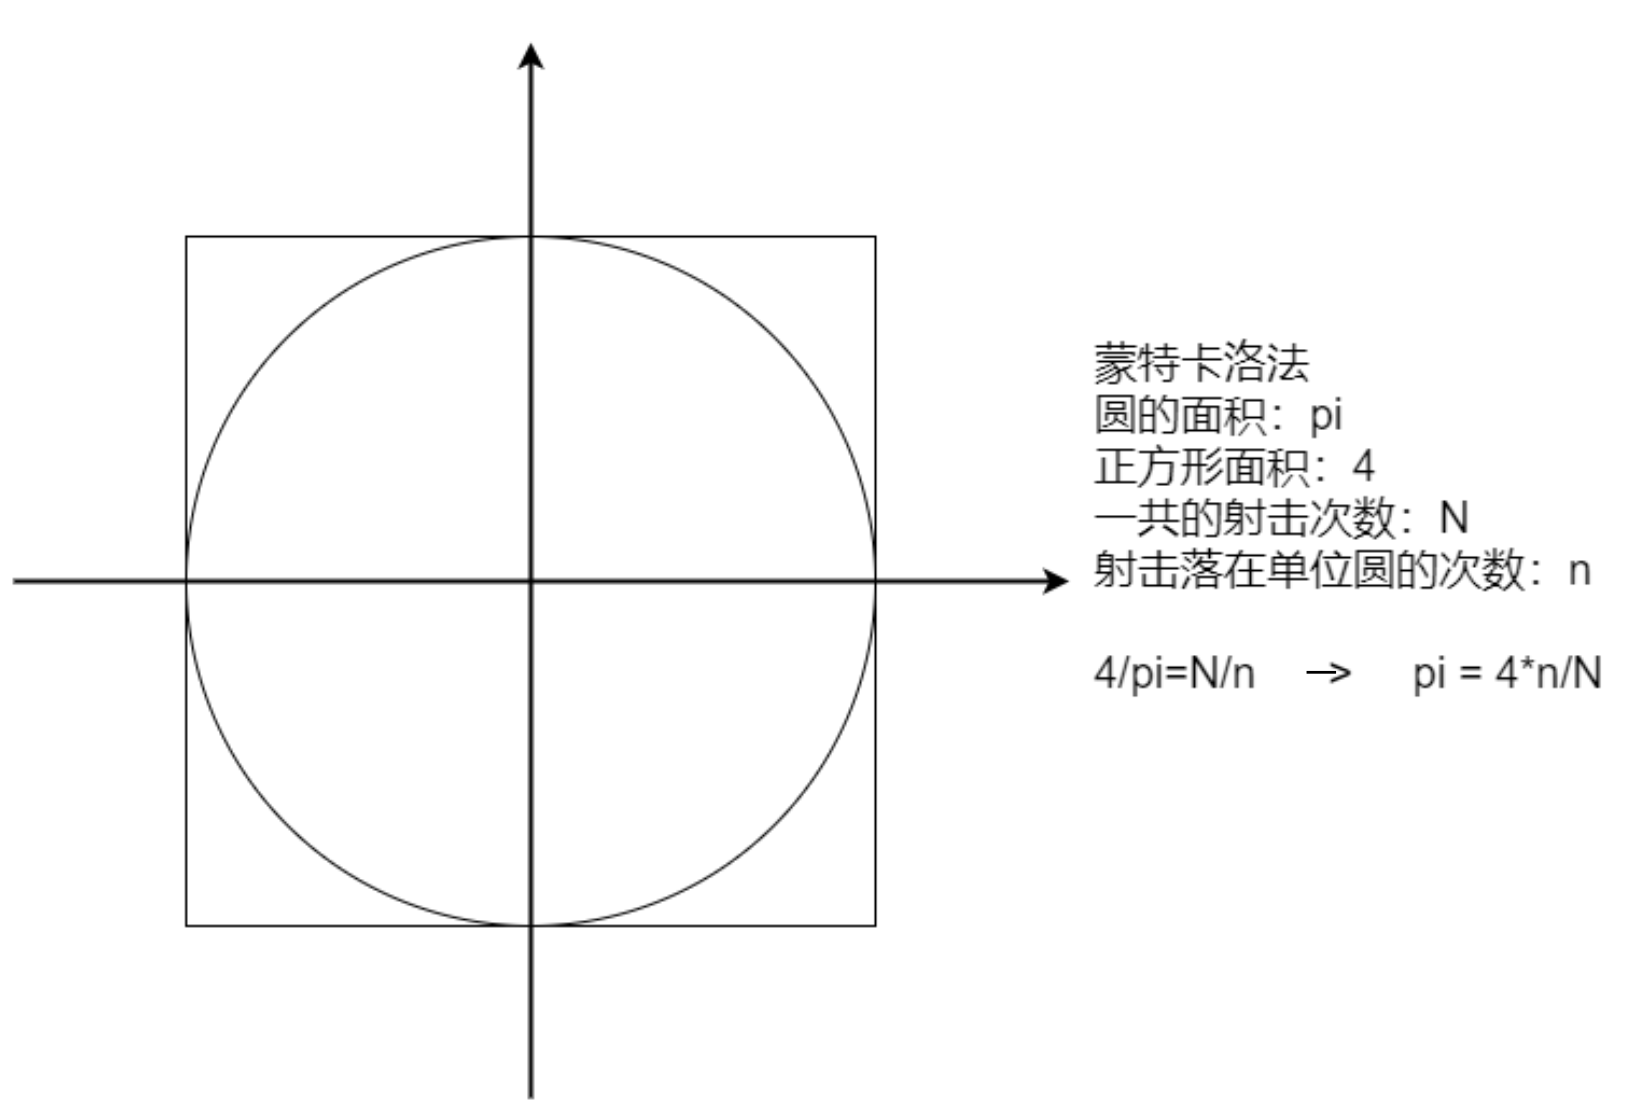 蒙特卡洛法
圆的面积：pi
正方形面积：4
一共的射击次数：N
射击落在单位圆的次数：n
4/pi=N/n —> pi = 4*n/N